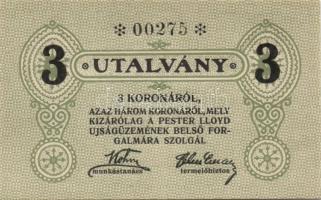 * 00275 *
3 UTALVÁNY 3
3 KORONÁRÓL,
AZAZ HÁROM KORONÁRÓL, MELY
KIZÁRÓLAG A PESTER LLOYD
UJSÁGÜZEMÉNEK BELSŐ FOR-
GALMÁRA SZOLGÁL
munkástanács termelőbiztos